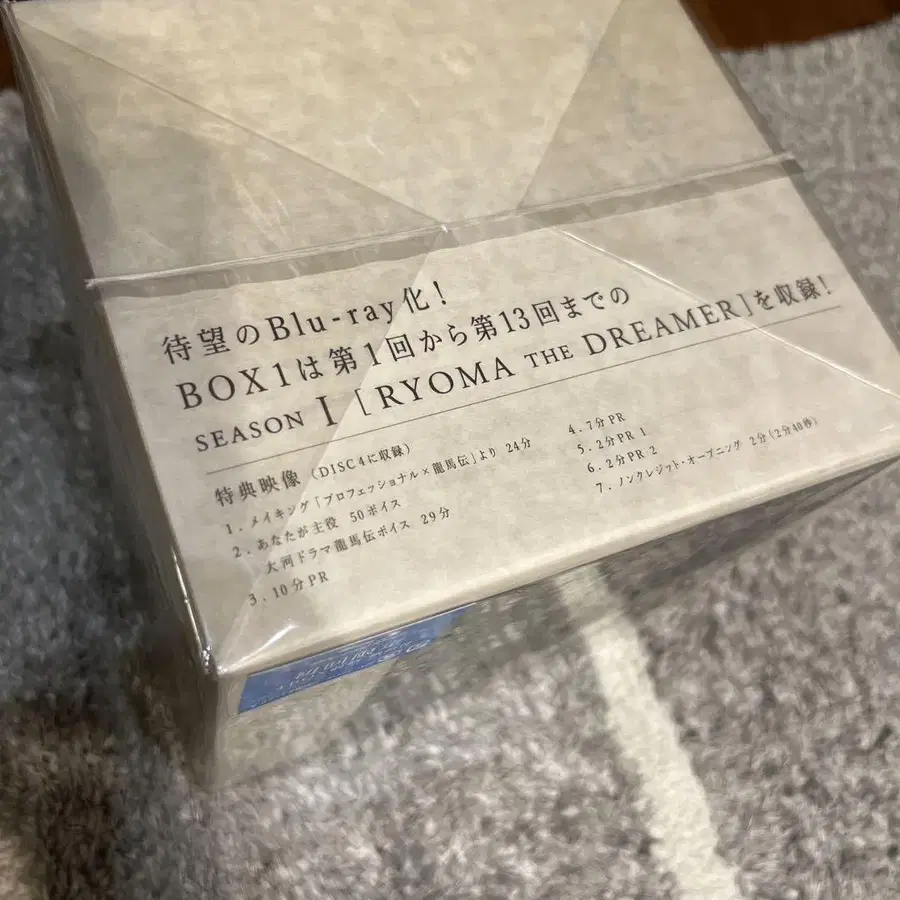 待望のBlu-ray化!
BOX1は第1回から第13回までの
SEASON I [RYOMA THE DREAMER]を収録!
特典映像(DISC4に収録)
1.メイキング「プロフェッショナル×龍馬伝」より 24分
2.あなたが主役 50ボイス
大河ドラマ龍馬伝ボイス 29分
3.10分PR
4.7分PR
5.2分PR 1
6.2分PR 2
7.ノンクレジット・オープニング 2分(2分40秒)